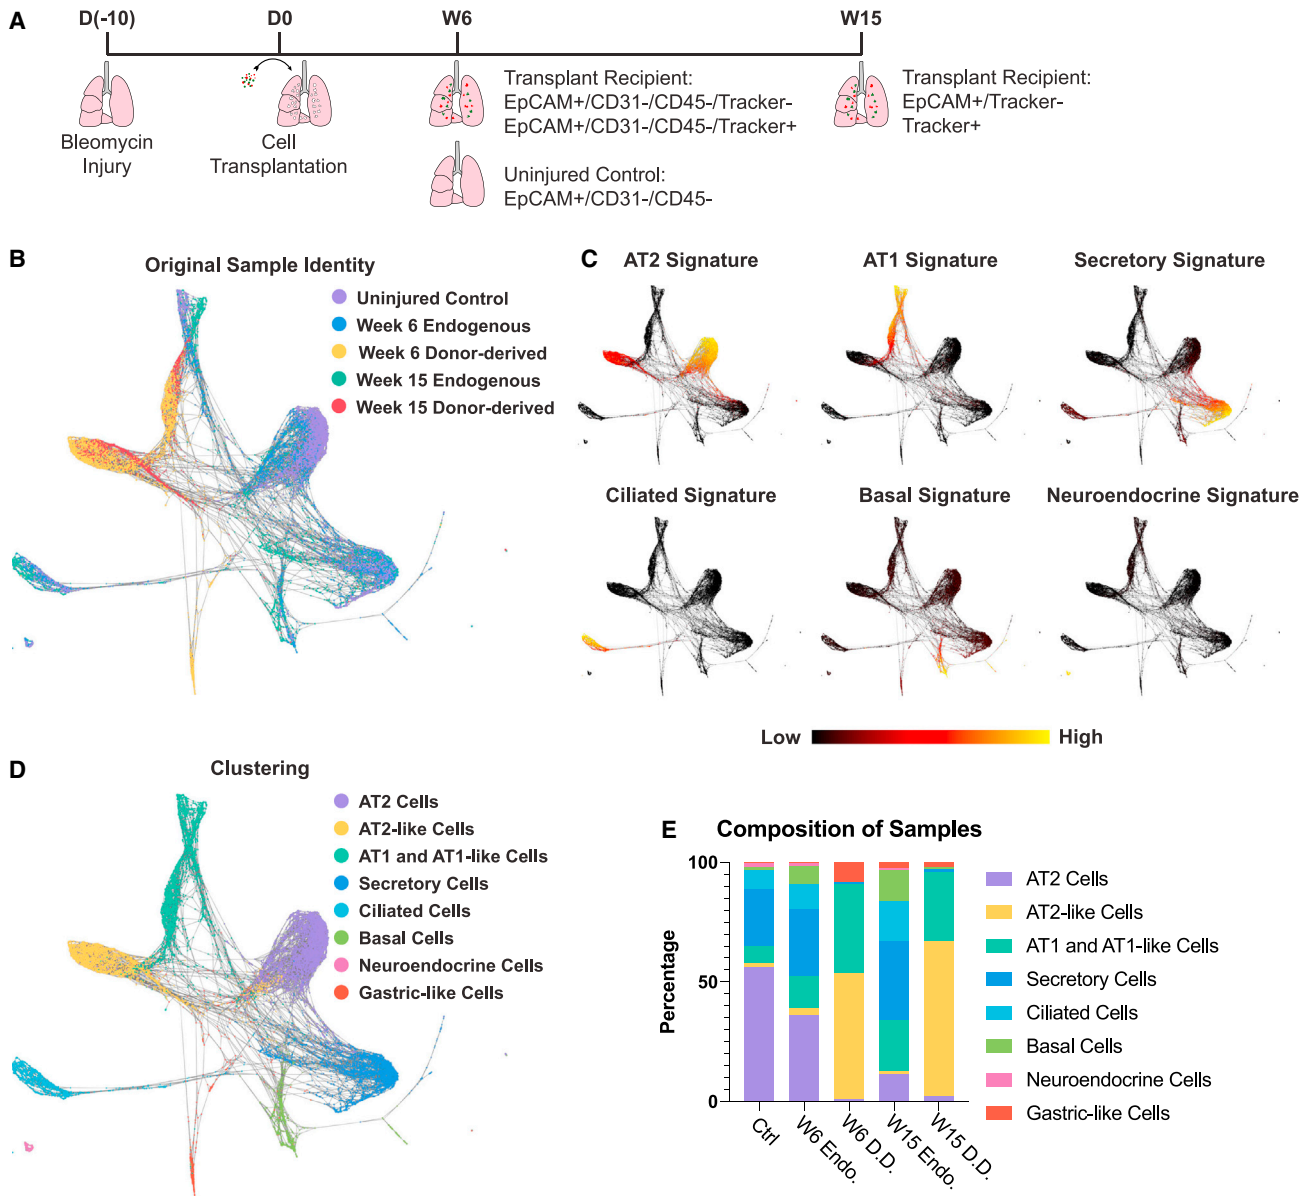 A
D(-10)
D0
W6
W15
Bleomycin
Injury
Cell
Transplantation
Transplant Recipient:
EpCAM+/CD31-/CD45-/Tracker-
EpCAM+/CD31-/CD45-/Tracker+
Uninjured Control:
EpCAM+/CD31-/CD45-
Transplant Recipient:
EpCAM+/Tracker-
Tracker+
B
Original Sample Identity
Uninjured Control
Week 6 Endogenous
Week 6 Donor-derived
Week 15 Endogenous
Week 15 Donor-derived
C
AT2 Signature
AT1 Signature
Secretory Signature
Ciliated Signature
Basal Signature
Neuroendocrine Signature
Low
High
D
Clustering
AT2 Cells
AT2-like Cells
AT1 and AT1-like Cells
Secretory Cells
Ciliated Cells
Basal Cells
Neuroendocrine Cells
Gastric-like Cells
E
Composition of Samples
Percentage
100
50
0
Ctrl
W6 Endo.
W6 D.D.
W15 Endo.
W15 D.D.
AT2 Cells
AT2-like Cells
AT1 and AT1-like Cells
Secretory Cells
Ciliated Cells
Basal Cells
Neuroendocrine Cells
Gastric-like Cells